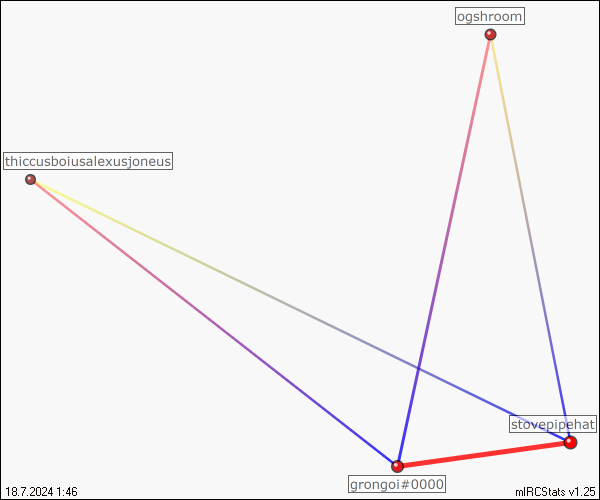 ogshroom
thiccusboiusalexusjoneus
stovepipehat
grongoi#0000
18.7.2024 1:46
mIRCStats v1.25